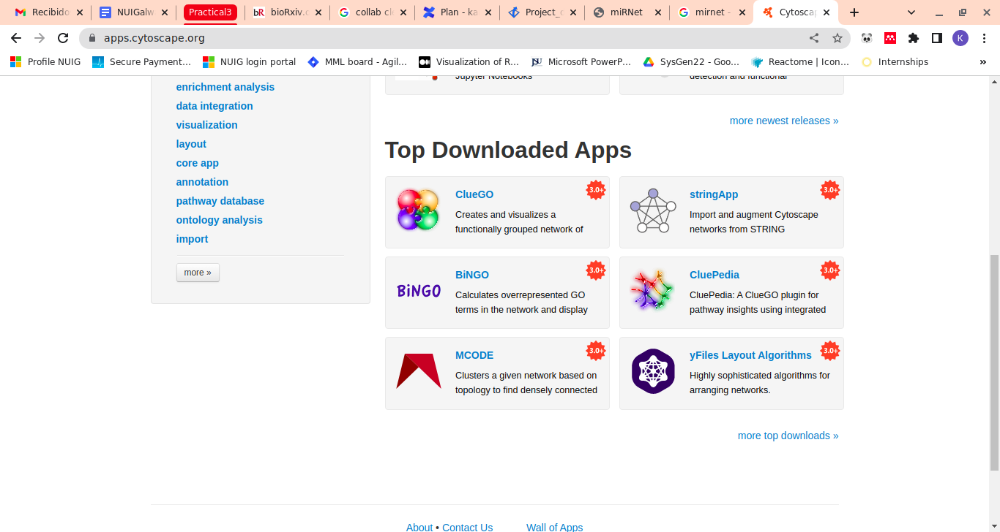 Recibido
NUIGalw
Practical3
bioRxiv.o
collab cl
Plan - ka
Project_c
miRNet
mirnet -
Cytosca
apps.cytoscape.org
K
Profile NUIG
Secure Payment…
NUIG login portal
MML board - Agil…
Visualization of R…
Microsoft PowerP…
SysGen22 - Goo…
Reactome | Icon…
Internships
»
enrichment analysis
data integration
visualization
layout
core app
annotation
pathway database
ontology analysis
import
more »
Jupyter Notebooks
detection and functional
more newest releases »
Top Downloaded Apps
ClueGO
3.0+
Creates and visualizes a
functionally grouped network of
stringApp
3.0+
Import and augment Cytoscape
networks from STRING
BiNGO
BiNGO
3.0+
Calculates overrepresented GO
terms in the network and display
CluePedia
3.0+
CluePedia: A ClueGO plugin for
pathway insights using integrated
MCODE
3.0+
Clusters a given network based on
topology to find densely connected
yFiles Layout Algorithms
3.0+
Highly sophisticated algorithms for
arranging networks.
more top downloads »
About • Contact Us
Wall of Apps